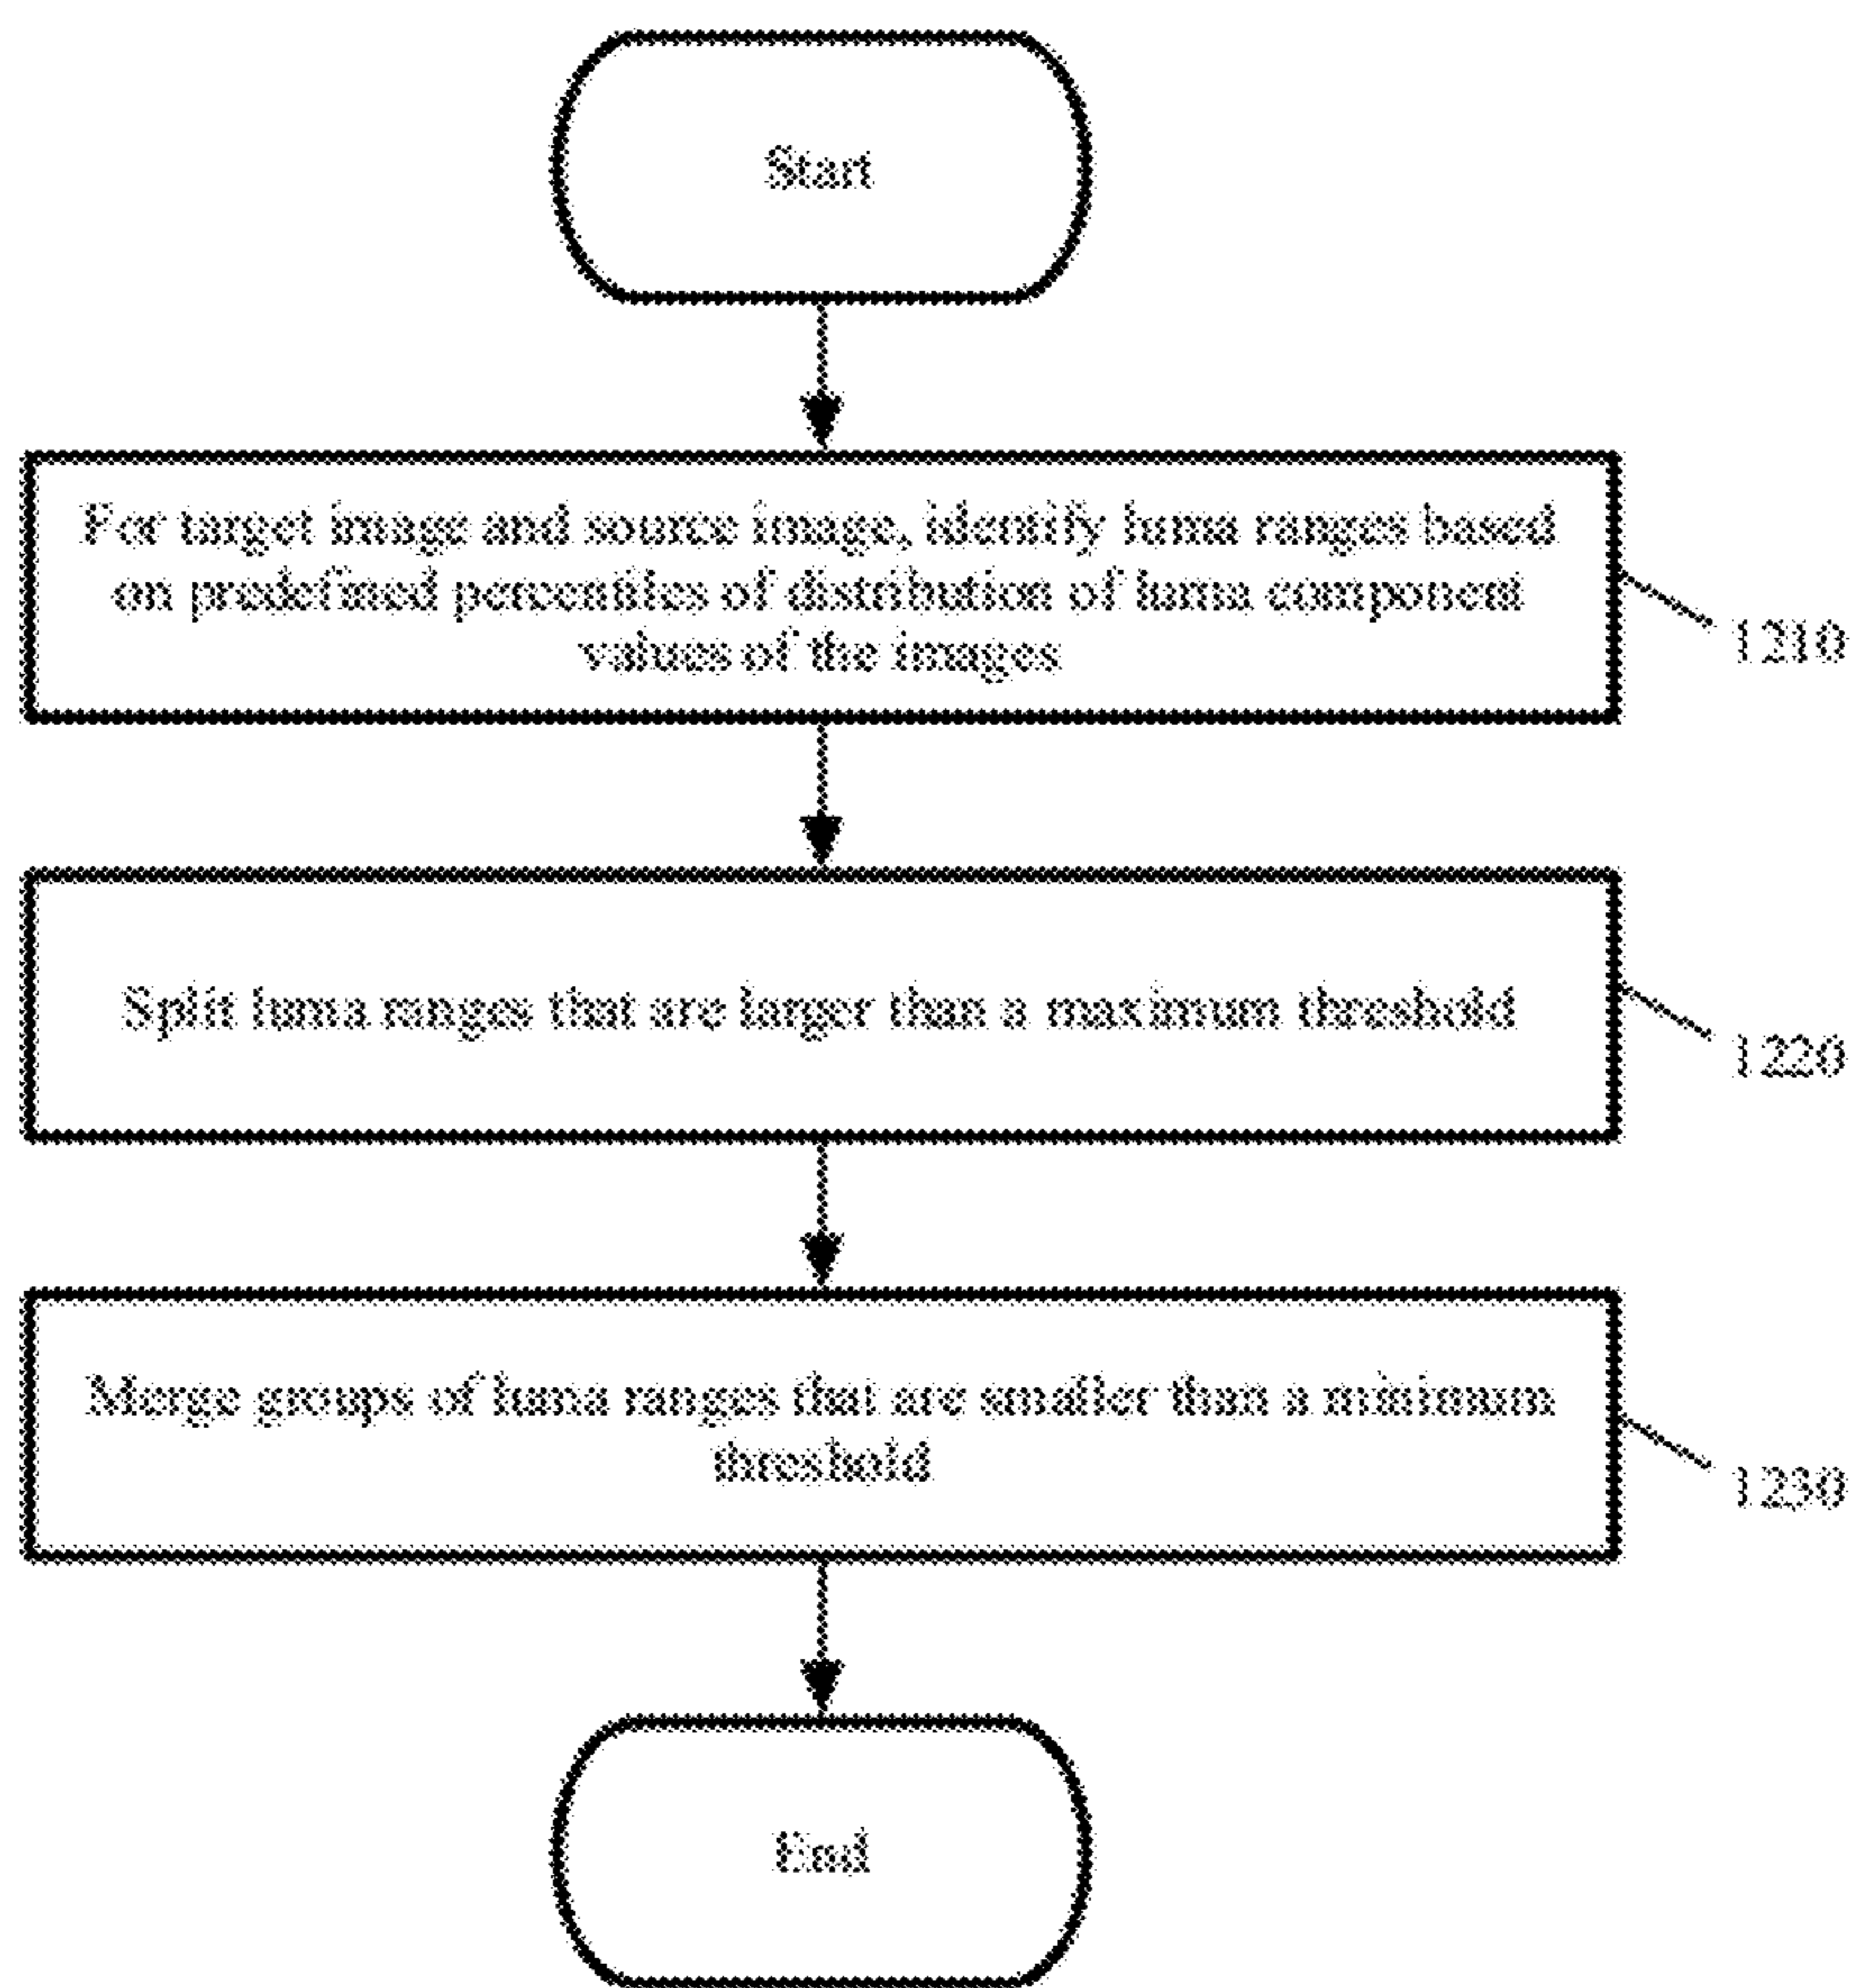 Start
For target image and source image, identify luma ranges based
on predefined percentiles of distribution of luma component
values of the images
1210
Split luma ranges that are larger than a maximum threshold
1220
Merge groups of luma ranges that are smaller than a minimum
threshold
1230
End